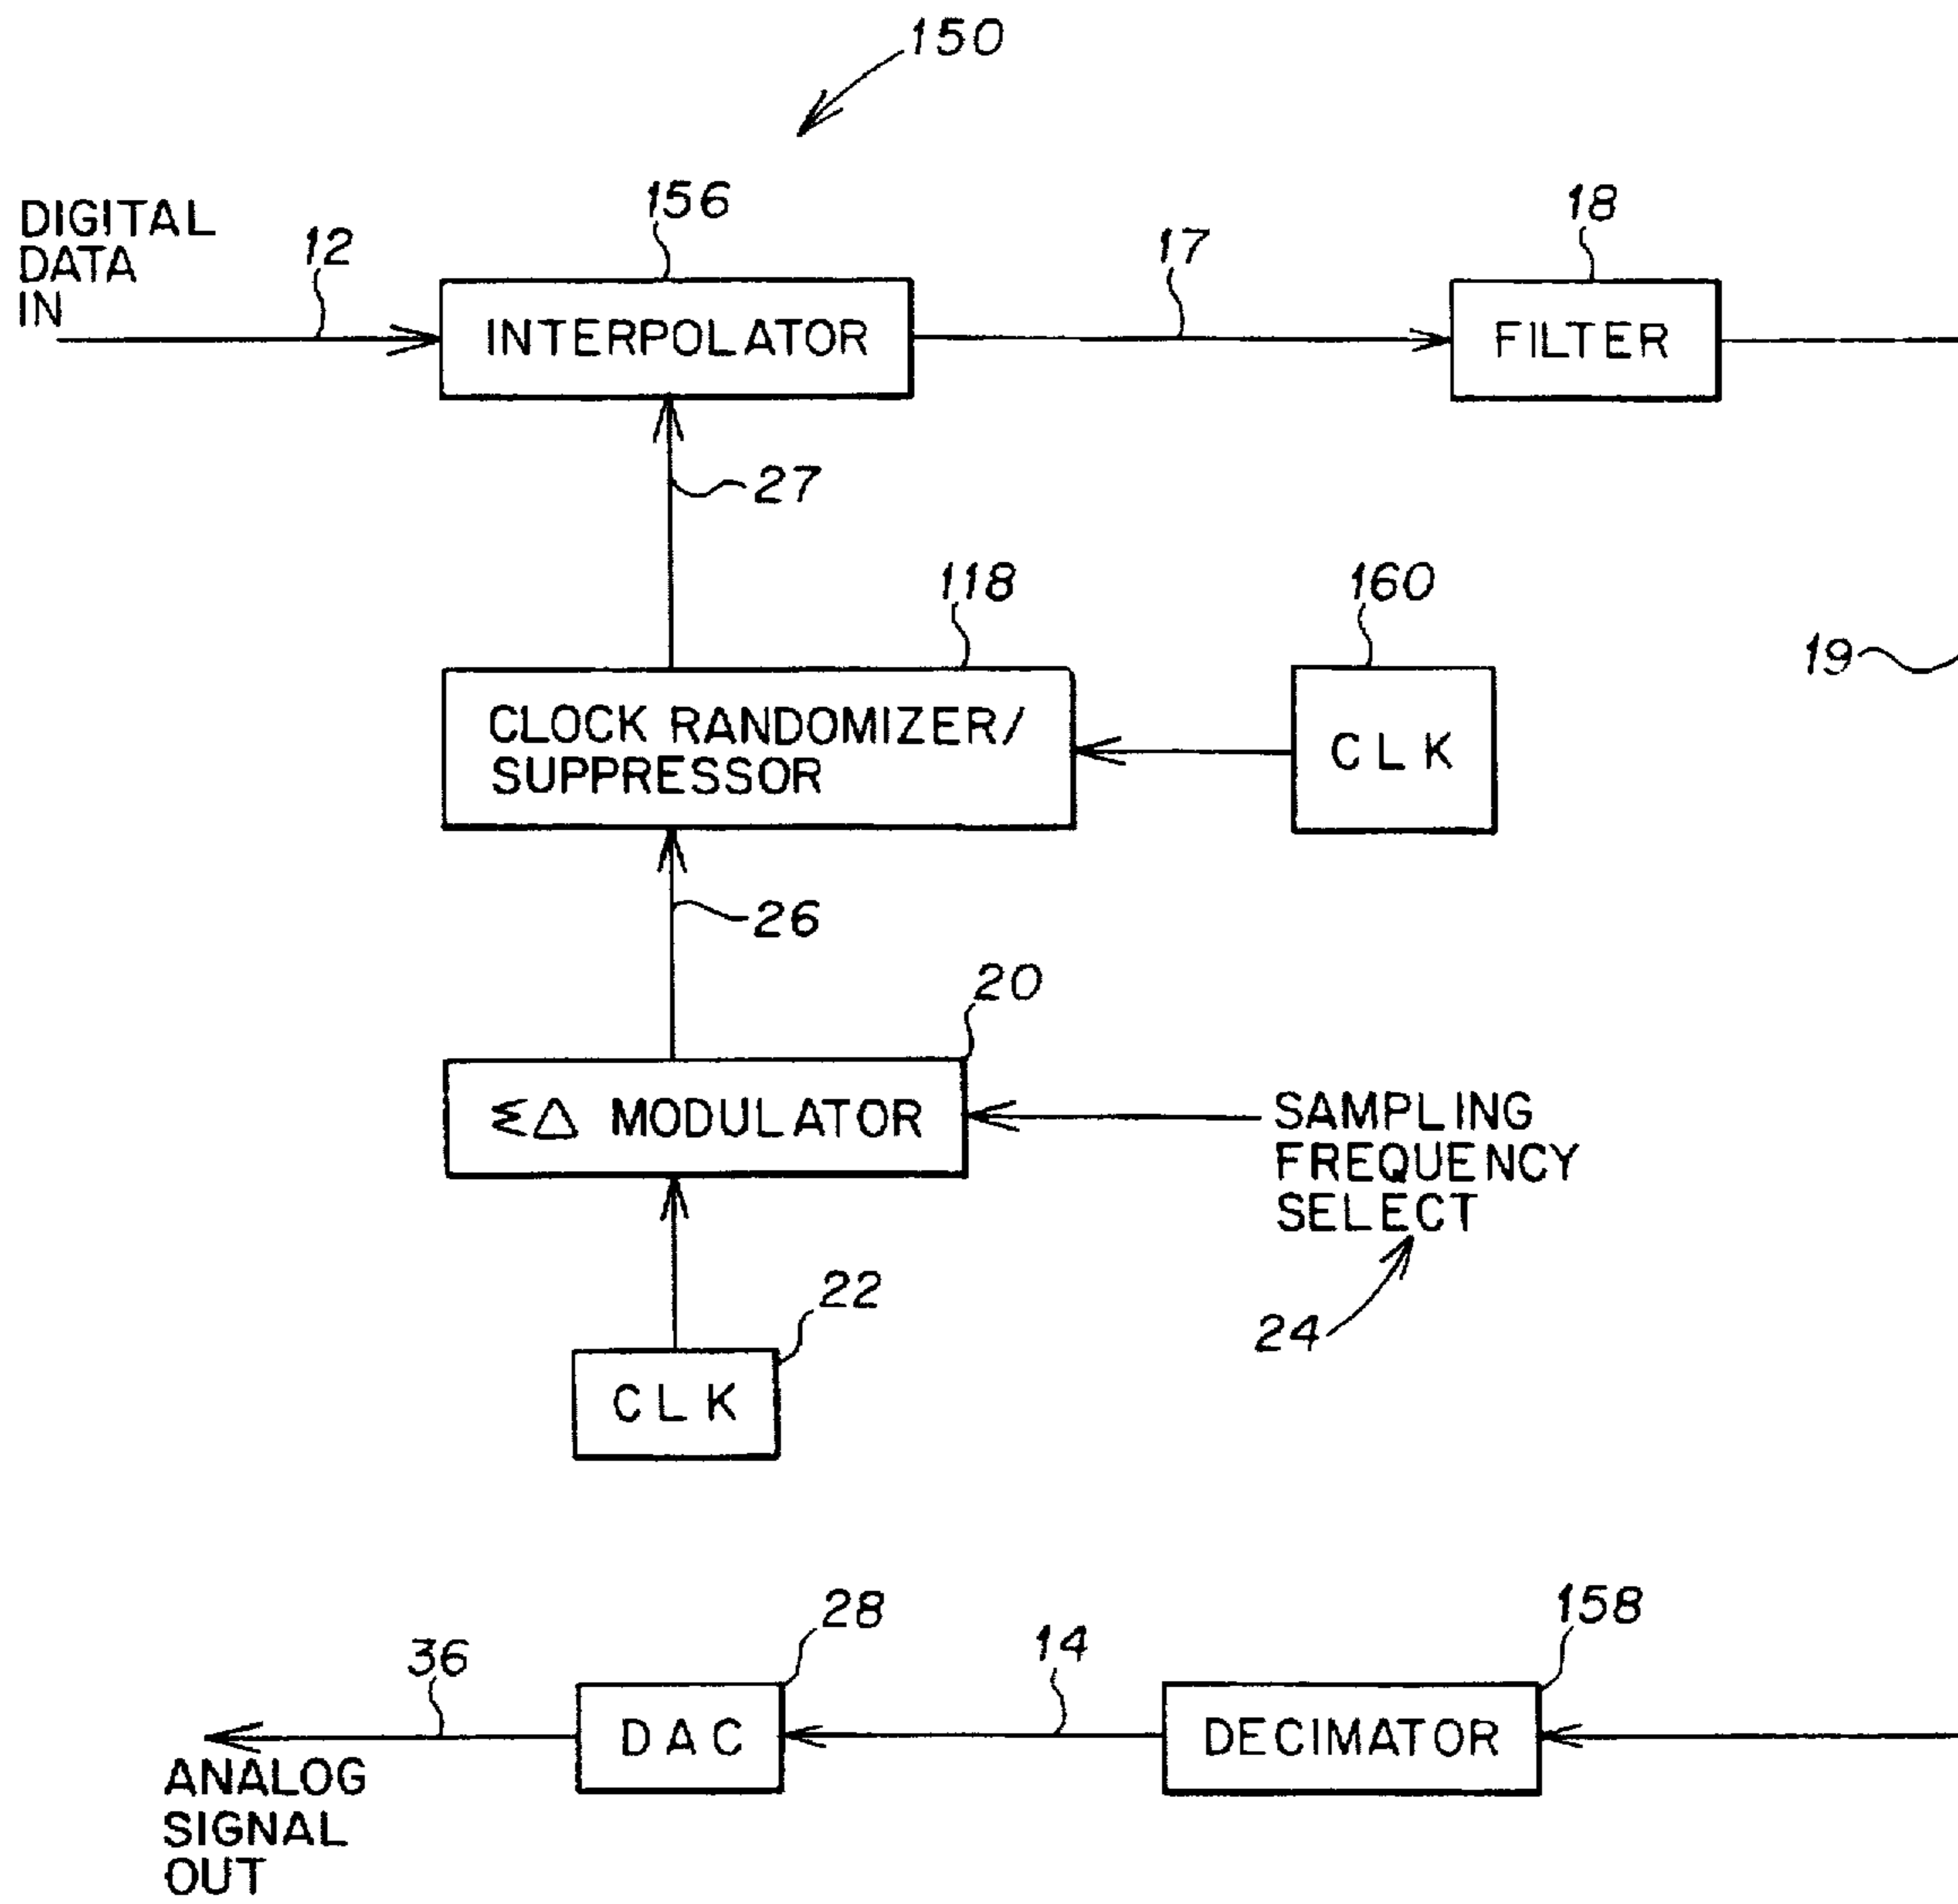 150
DIGITAL
DATA
IN
12
156
17
18
INTERPOLATOR
FILTER
27
118
160
19
CLOCK RANDOMIZER/
SUPPRESSOR
CLK
26
20
ΣΔ MODULATOR
SAMPLING
FREQUENCY
SELECT
24
22
CLK
36
28
14
158
DAC
DECIMATOR
ANALOG
SIGNAL
OUT